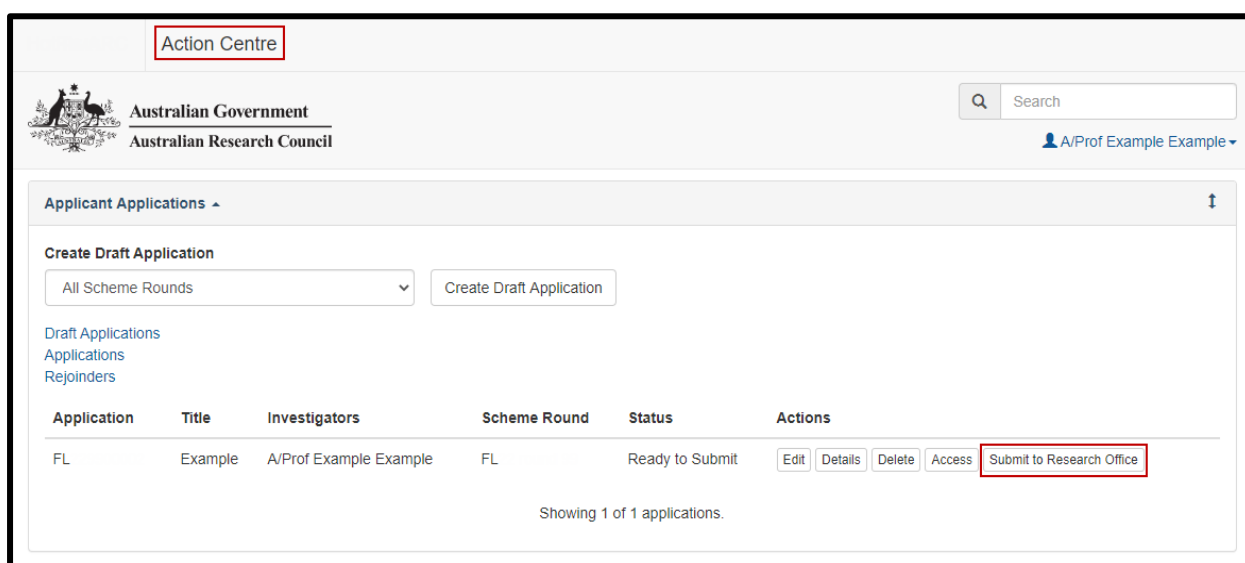 Action Centre
Australian Government
Australian Research Council
Search
A/Prof Example Example
Applicant Applications
Create Draft Application
All Scheme Rounds Create Draft Application
Draft Applications
Applications
Rejoinders
Application Title Investigators Scheme Round Status Actions
FL Example A/Prof Example Example FL Ready to Submit Edit Details Delete Access Submit to Research Office
Showing 1 of 1 applications.